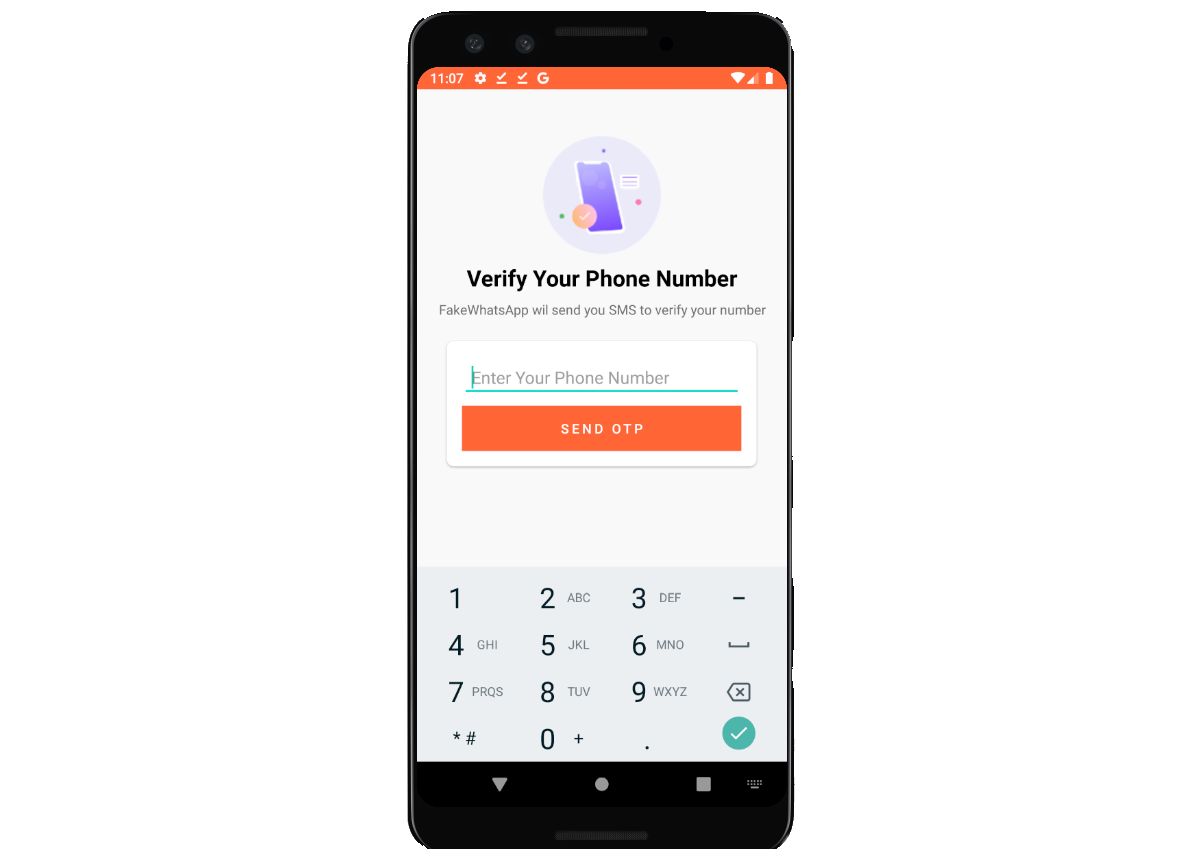 11:07
Verify Your Phone Number
FakeWhatsApp wil send you SMS to verify your number
Enter Your Phone Number
SEND OTP
1 2 ABC 3 DEF -
4 GHI 5 JKL 6 MNO
7 PRQS 8 TUV 9 WXYZ
* # 0 + .